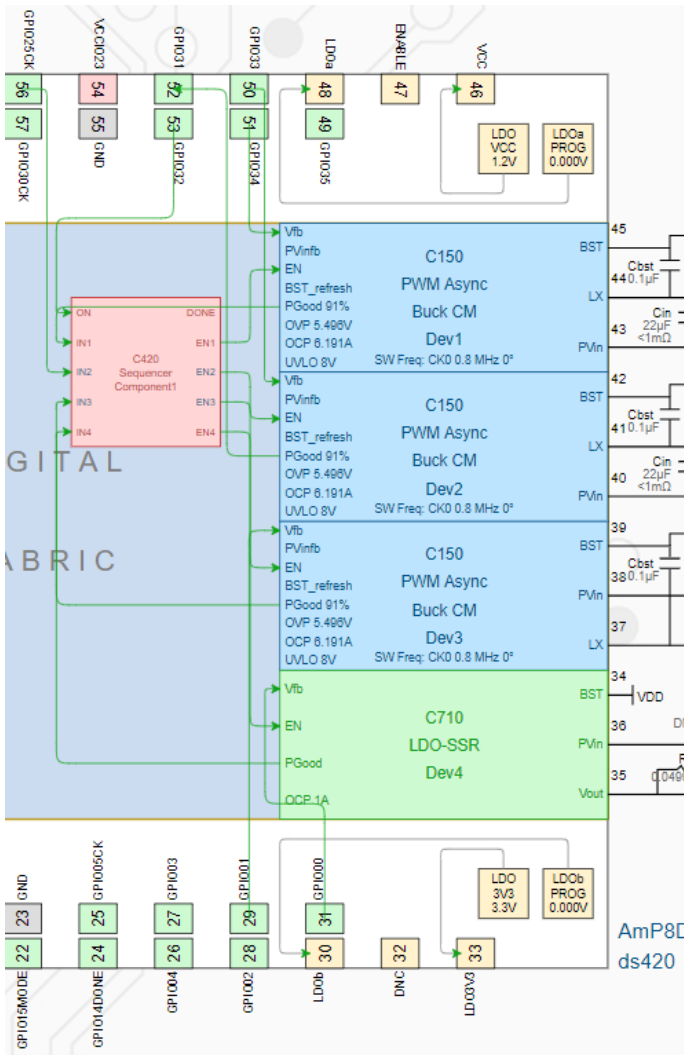 GPIO25CK
VCCIO23
GPIO31
GPIO33
LDOa
ENABLE
VCC
56
54
52
50
48
47
46
57
55
53
51
49
GPIO30CK
GND
GPIO32
GPIO34
GPIO35
LDO
VCC
1.2V
LDOa
PROG
0.000V
Vfb
PVinfb
EN
BST_refresh
PGood 91%
OVP 5.496V
OCP 6.191A
UVLO 8V
C150
PWM Async
Buck CM
Dev1
SW Freq: CK0 0.8 MHz 0°
BST
LX
PVin
45
44
43
Cbst
0.1µF
Cin
22µF
<1mΩ
ON
IN1
IN2
IN3
IN4
C420
Sequencer
Component1
DONE
EN1
EN2
EN3
EN4
Vfb
EN
BST_refresh
PGood 91%
OVP 5.496V
OCP 6.191A
UVLO 8V
C150
PWM Async
Buck CM
Dev2
SW Freq: CK0 0.8 MHz 0°
BST
LX
PVin
42
41
40
Cbst
0.1µF
Cin
22µF
<1mΩ
GITAL
ABRIC
Vfb
PVinfb
EN
BST_refresh
PGood 91%
OVP 5.496V
OCP 6.191A
UVLO 8V
C150
PWM Async
Buck CM
Dev3
SW Freq: CK0 0.8 MHz 0°
BST
PVin
LX
39
38
37
Cbst
0.1µF
Vfb
EN
PGood
OCP 1A
C710
LDO-SSR
Dev4
BST
PVin
Vout
34
36
35
VDD
D
R
0.049
GND
GPIO05CK
GPIO03
GPIO01
GPIO00
23
25
27
29
31
22
24
26
28
30
32
33
GPIO15MODE
GPIO14DONE
GPIO04
GPIO02
LDOb
DNC
LDO3V3
LDO
3V3
3.3V
LDOb
PROG
0.000V
AmP8D
ds420